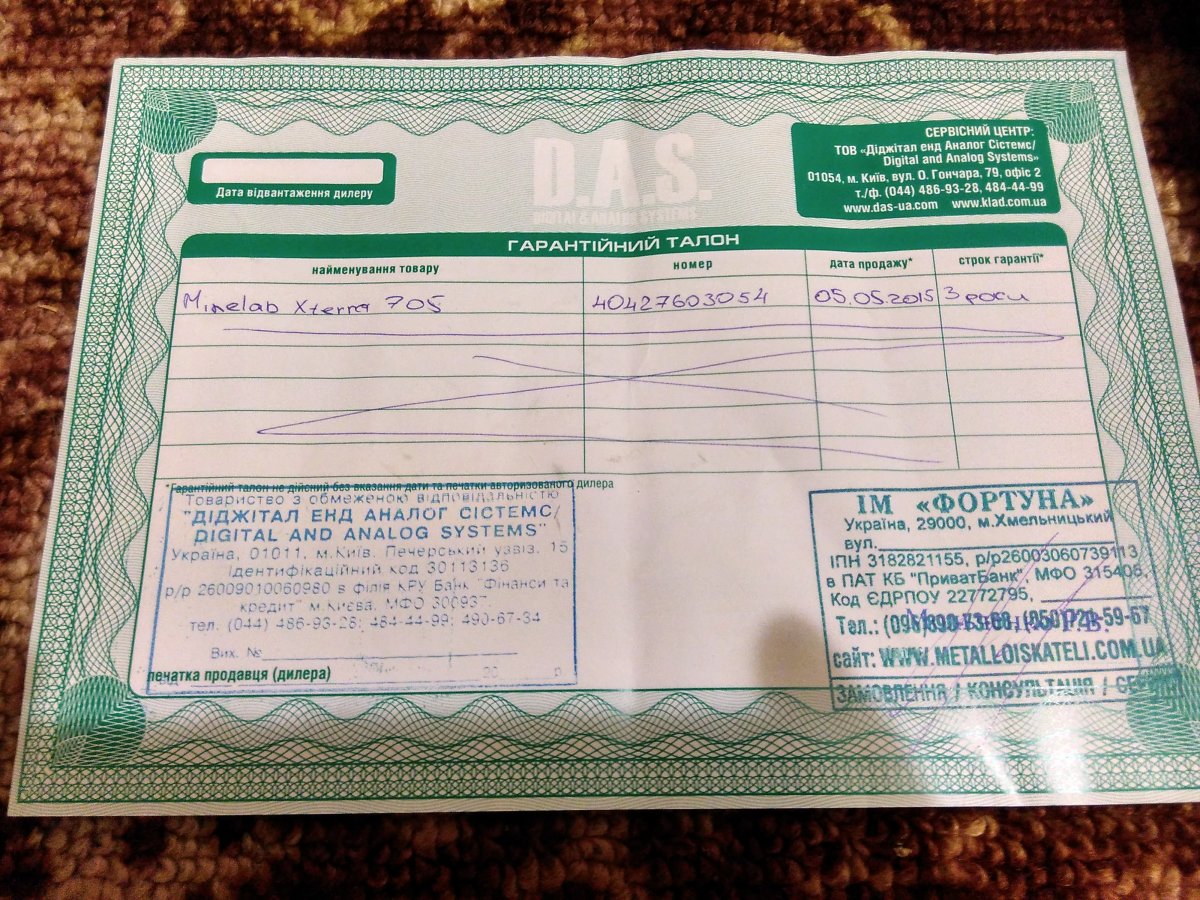 D.A.S.
DIGITAL & ANALOG SYSTEMS
Дата відвантаження дилеру
СЕРВІСНИЙ ЦЕНТР:
ТОВ «Діджітал енд Аналог Сістемс/
Digital and Analog Systems»
01054, м. Київ, вул. О. Гончара, 79, офіс 2
т./ф. (044) 486-93-28, 484-44-99
www.das-ua.com www.klad.com.ua
ГАРАНТІЙНИЙ ТАЛОН
найменування товару номер дата продажу* строк гарантії*
Minelab Xterra 705 40427603054 05.05.2015 3 роки
*Гарантійний талон не дійсний без вказання дати та печатки авторизованого дилера
Товариство з обмеженою відповідальністю
"ДІДЖІТАЛ ЕНД АНАЛОГ СІСТЕМС/
DIGITAL AND ANALOG SYSTEMS"
Україна, 01011, м.Київ, Печерський узвіз. 15
ідентифікаційний код 30113136
р/р 26009010060980 в філія КРУ Банк "Фінанси та
кредит" м.Києва. МФО 300937
тел. (044) 486-93-28; 484-44-99; 490-67-34
Вих. №
20 р
печатка продавця (дилера)
ІМ «ФОРТУНА»
Україна, 29000, м.Хмельницький
вул.
ІПН 3182821155, р/р26003060739113
в ПАТ КБ "ПриватБанк", МФО 315405,
Код ЄДРПОУ 22772795,
Тел.:
сайт: WWW.METALLOISKATELI.COM.UA
ЗАМОВЛЕННЯ / КОНСУЛЬТАЦІЯ /